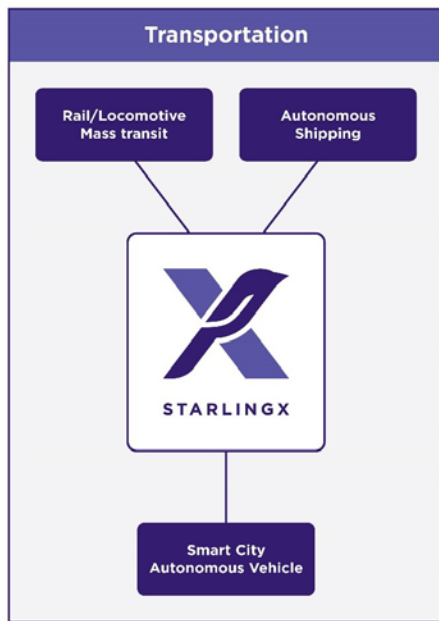 Transportation
Rail/Locomotive
Mass transit
Autonomous
Shipping
STARLINGX
Smart City
Autonomous Vehicle